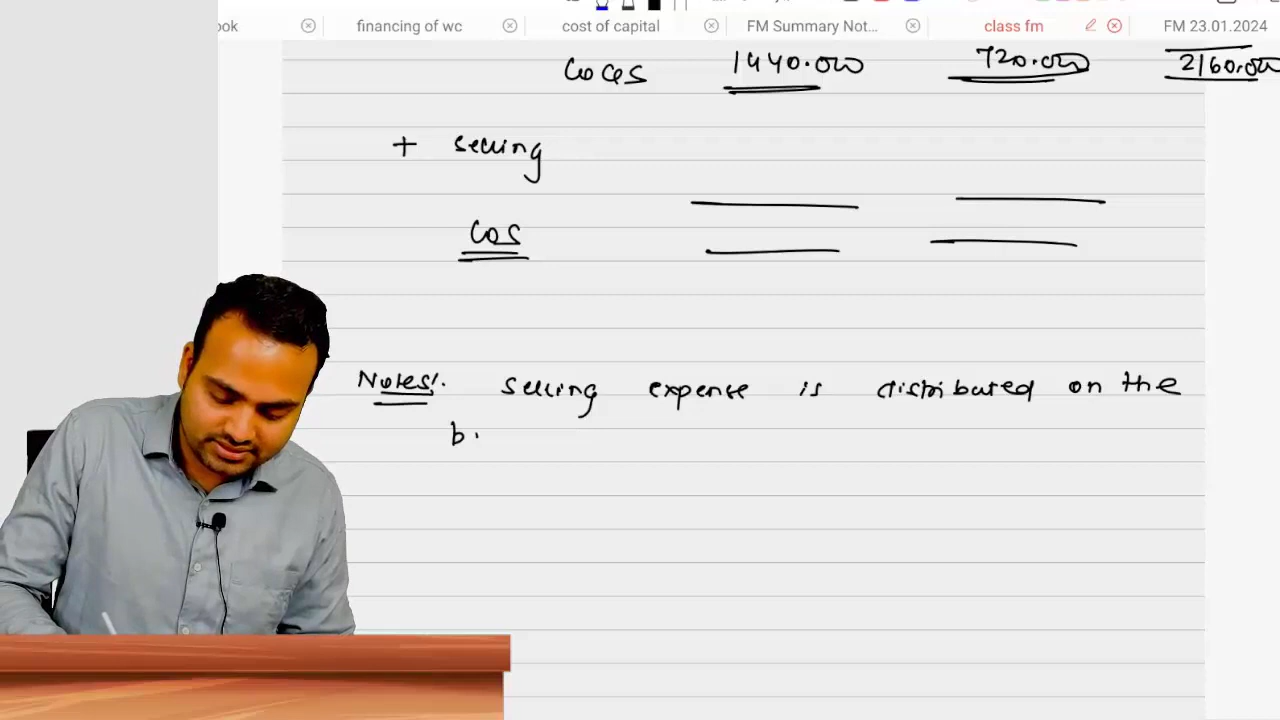 ook financing of wc cost of capital FM Summary Not... class fm FM 23.01.2024
COGS 1440.000 720.000 2160.000
+ selling
COS
Notes:. selling expense is distributed on the
b.